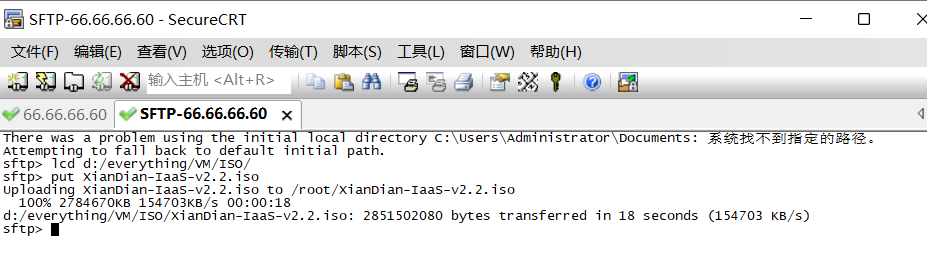 SFTP-66.66.66.60 - SecureCRT
文件(F) 编辑(E) 查看(V) 选项(O) 传输(T) 脚本(S) 工具(L) 窗口(W) 帮助(H)
输入主机 <Alt+R>
66.66.66.60 SFTP-66.66.66.60
There was a problem using the initial local directory C:\Users\Administrator\Documents: 系统找不到指定的路径。
Attempting to fall back to default initial path.
sftp> lcd d:/everything/VM/ISO/
sftp> put XianDian-IaaS-v2.2.iso
Uploading XianDian-IaaS-v2.2.iso to /root/XianDian-IaaS-v2.2.iso
100% 2784670KB 154703KB/s 00:00:18
d:/everything/VM/ISO/XianDian-IaaS-v2.2.iso: 2851502080 bytes transferred in 18 seconds (154703 KB/s)
sftp>